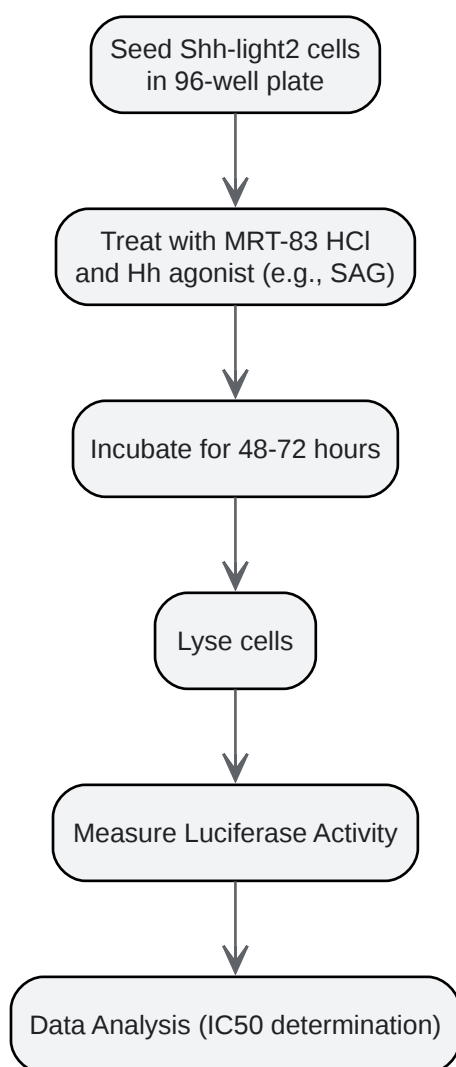 Seed Shh-light2 cells
in 96-well plate
Treat with MRT-83 HCl
and Hh agonist (e.g., SAG)
Incubate for 48-72 hours
Lyse cells
Measure Luciferase Activity
Data Analysis (IC50 determination)